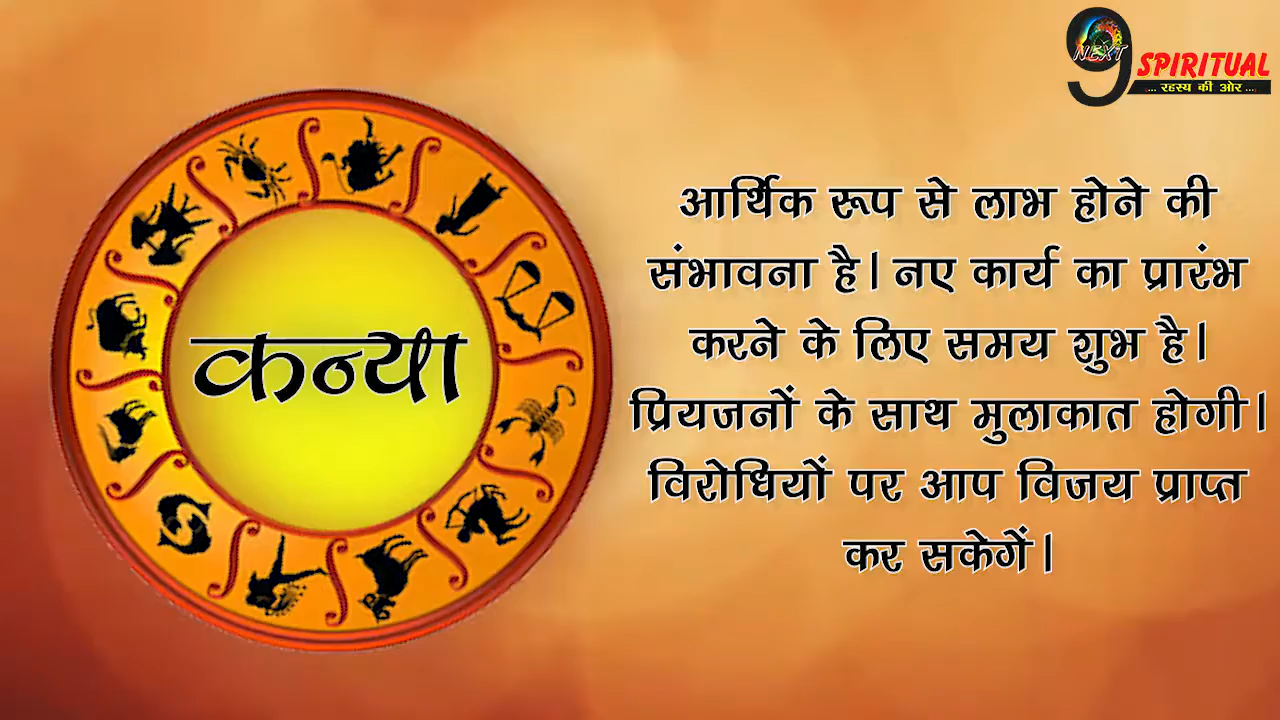 9
NEXT
SPIRITUAL
... रहस्य की ओर ...
कन्या
आर्थिक रूप से लाभ होने की
संभावना है। नए कार्य का प्रारंभ
करने के लिए समय शुभ है।
प्रियजनों के साथ मुलाकात होगी।
विरोधियों पर आप विजय प्राप्त
कर सकेगें।